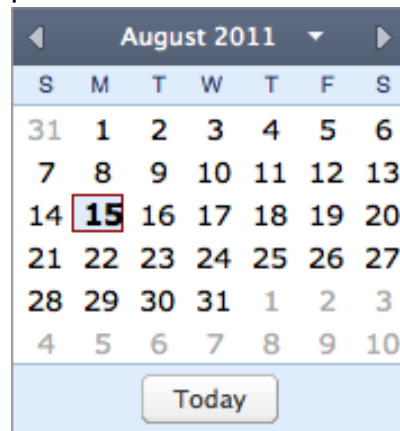 August 2011
S M T W T F S
31 1 2 3 4 5 6
7 8 9 10 11 12 13
14 15 16 17 18 19 20
21 22 23 24 25 26 27
28 29 30 31 1 2 3
4 5 6 7 8 9 10
Today